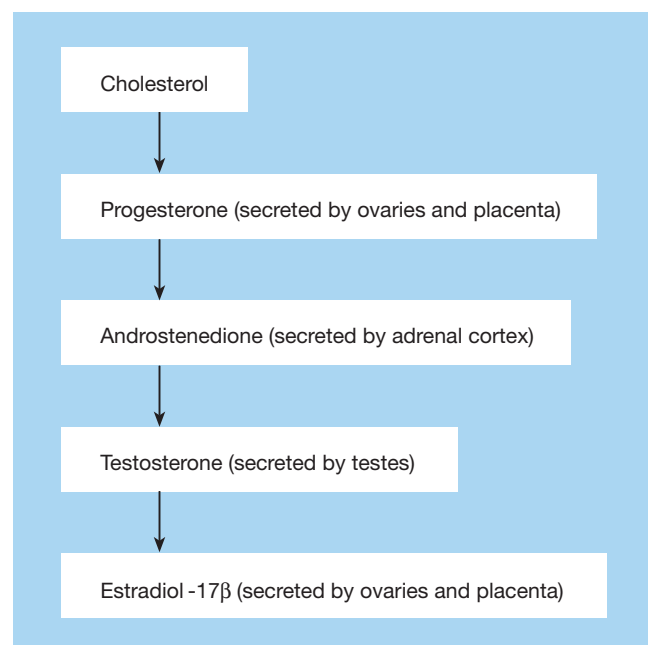 Cholesterol
Progesterone (secreted by ovaries and placenta)
Androstenedione (secreted by adrenal cortex)
Testosterone (secreted by testes)
Estradiol -17β (secreted by ovaries and placenta)